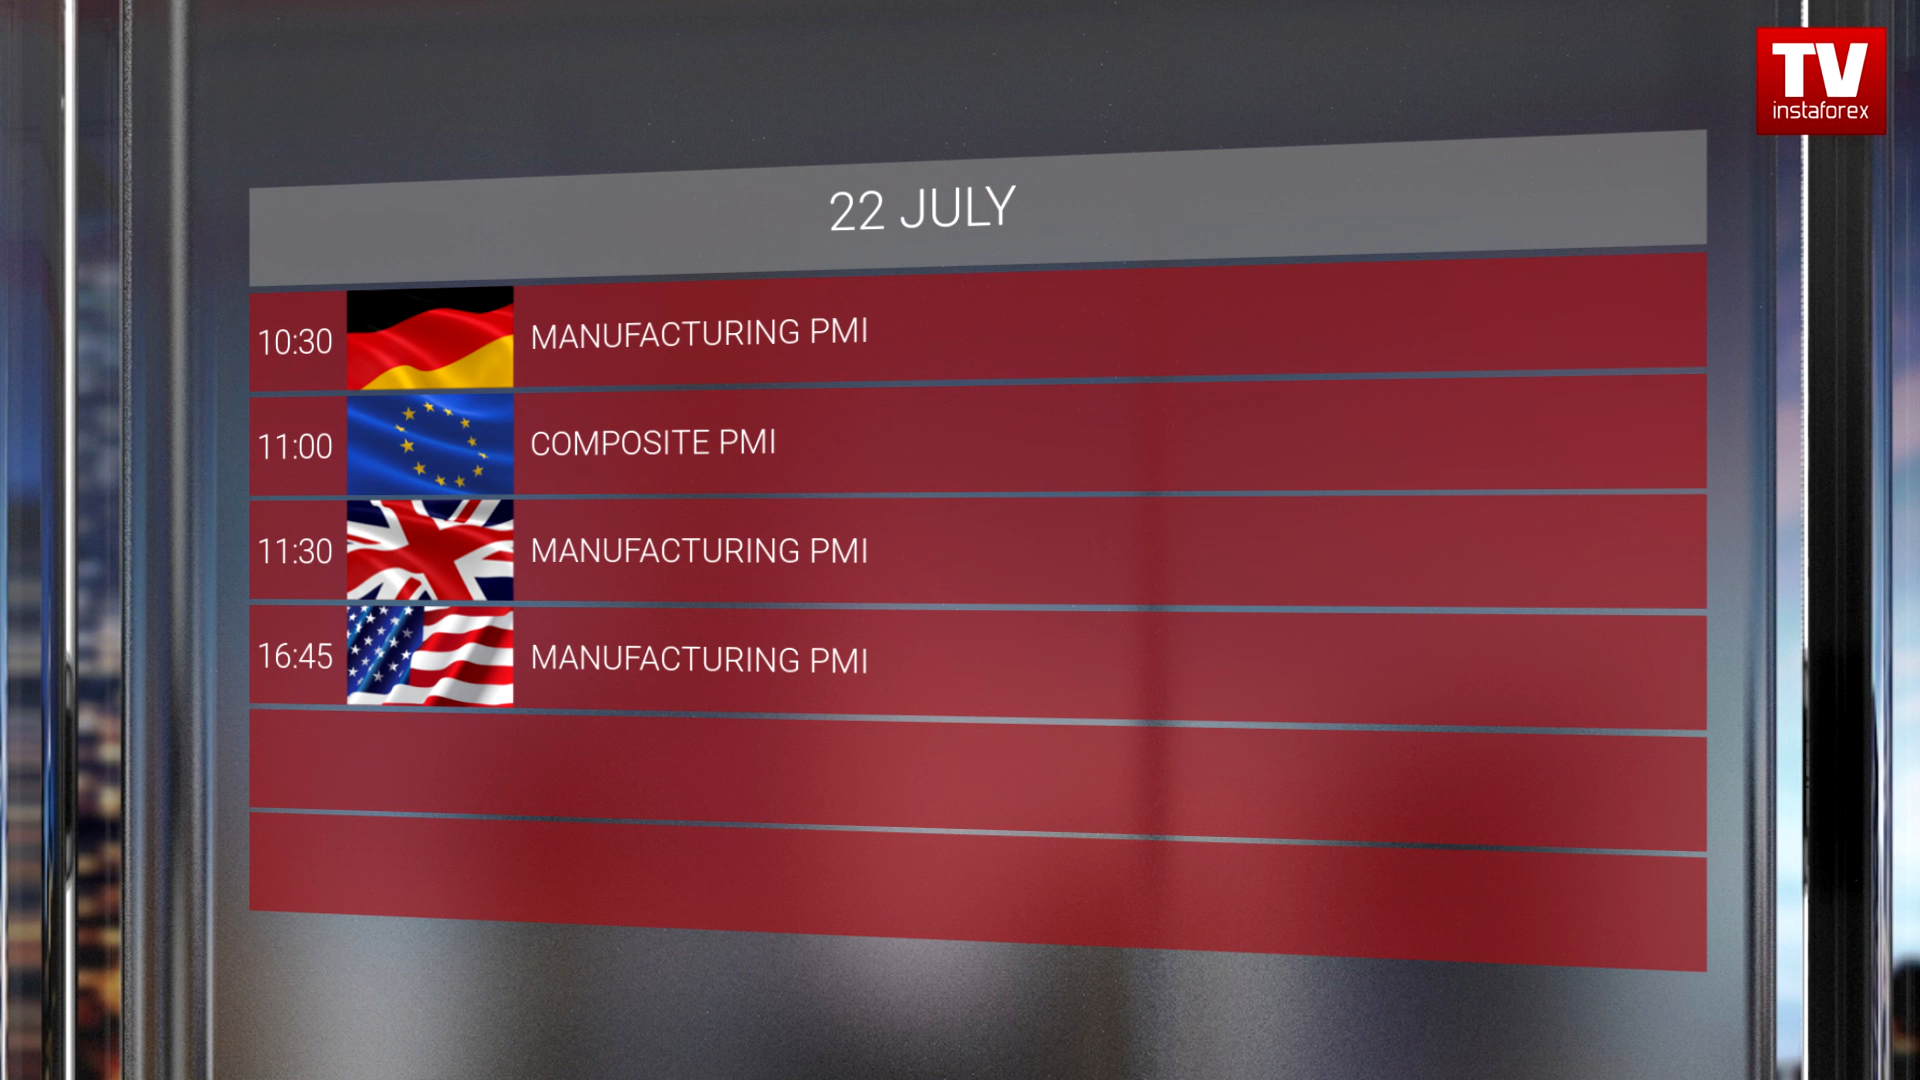 TV
instaforex
22 JULY
10:30 MANUFACTURING PMI
11:00 COMPOSITE PMI
11:30 MANUFACTURING PMI
16:45 MANUFACTURING PMI